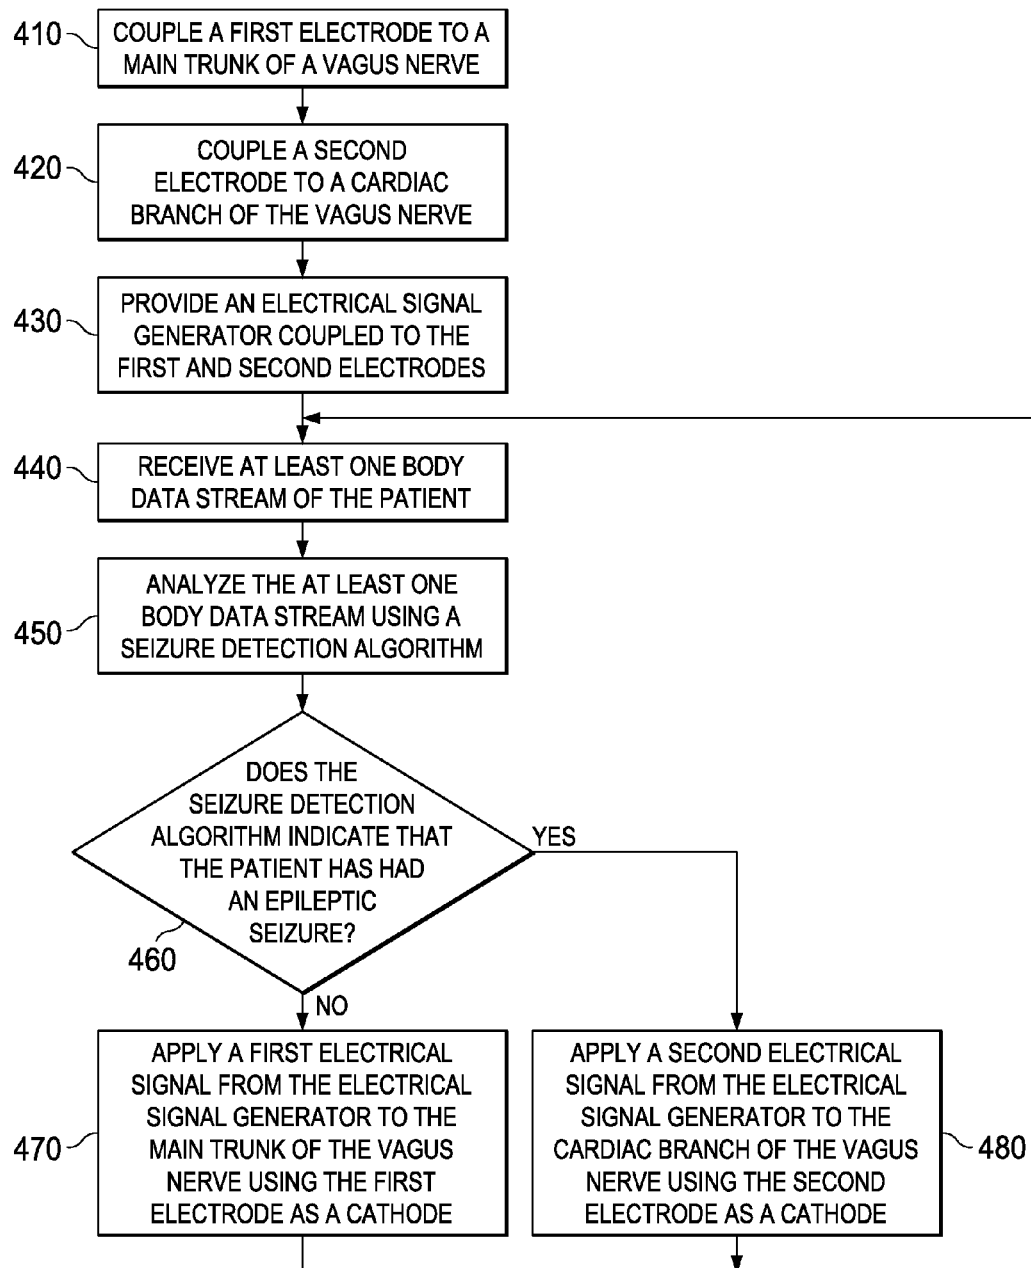 410
COUPLE A FIRST ELECTRODE TO A
MAIN TRUNK OF A VAGUS NERVE
420
COUPLE A SECOND
ELECTRODE TO A CARDIAC
BRANCH OF THE VAGUS NERVE
430
PROVIDE AN ELECTRICAL SIGNAL
GENERATOR COUPLED TO THE
FIRST AND SECOND ELECTRODES
440
RECEIVE AT LEAST ONE BODY
DATA STREAM OF THE PATIENT
450
ANALYZE THE AT LEAST ONE
BODY DATA STREAM USING A
SEIZURE DETECTION ALGORITHM
DOES THE
SEIZURE DETECTION
ALGORITHM INDICATE THAT
THE PATIENT HAS HAD
AN EPILEPTIC
SEIZURE?
460
YES
NO
470
APPLY A FIRST ELECTRICAL
SIGNAL FROM THE ELECTRICAL
SIGNAL GENERATOR TO THE
MAIN TRUNK OF THE VAGUS
NERVE USING THE FIRST
ELECTRODE AS A CATHODE
APPLY A SECOND ELECTRICAL
SIGNAL FROM THE ELECTRICAL
SIGNAL GENERATOR TO THE
CARDIAC BRANCH OF THE VAGUS
NERVE USING THE SECOND
ELECTRODE AS A CATHODE
480